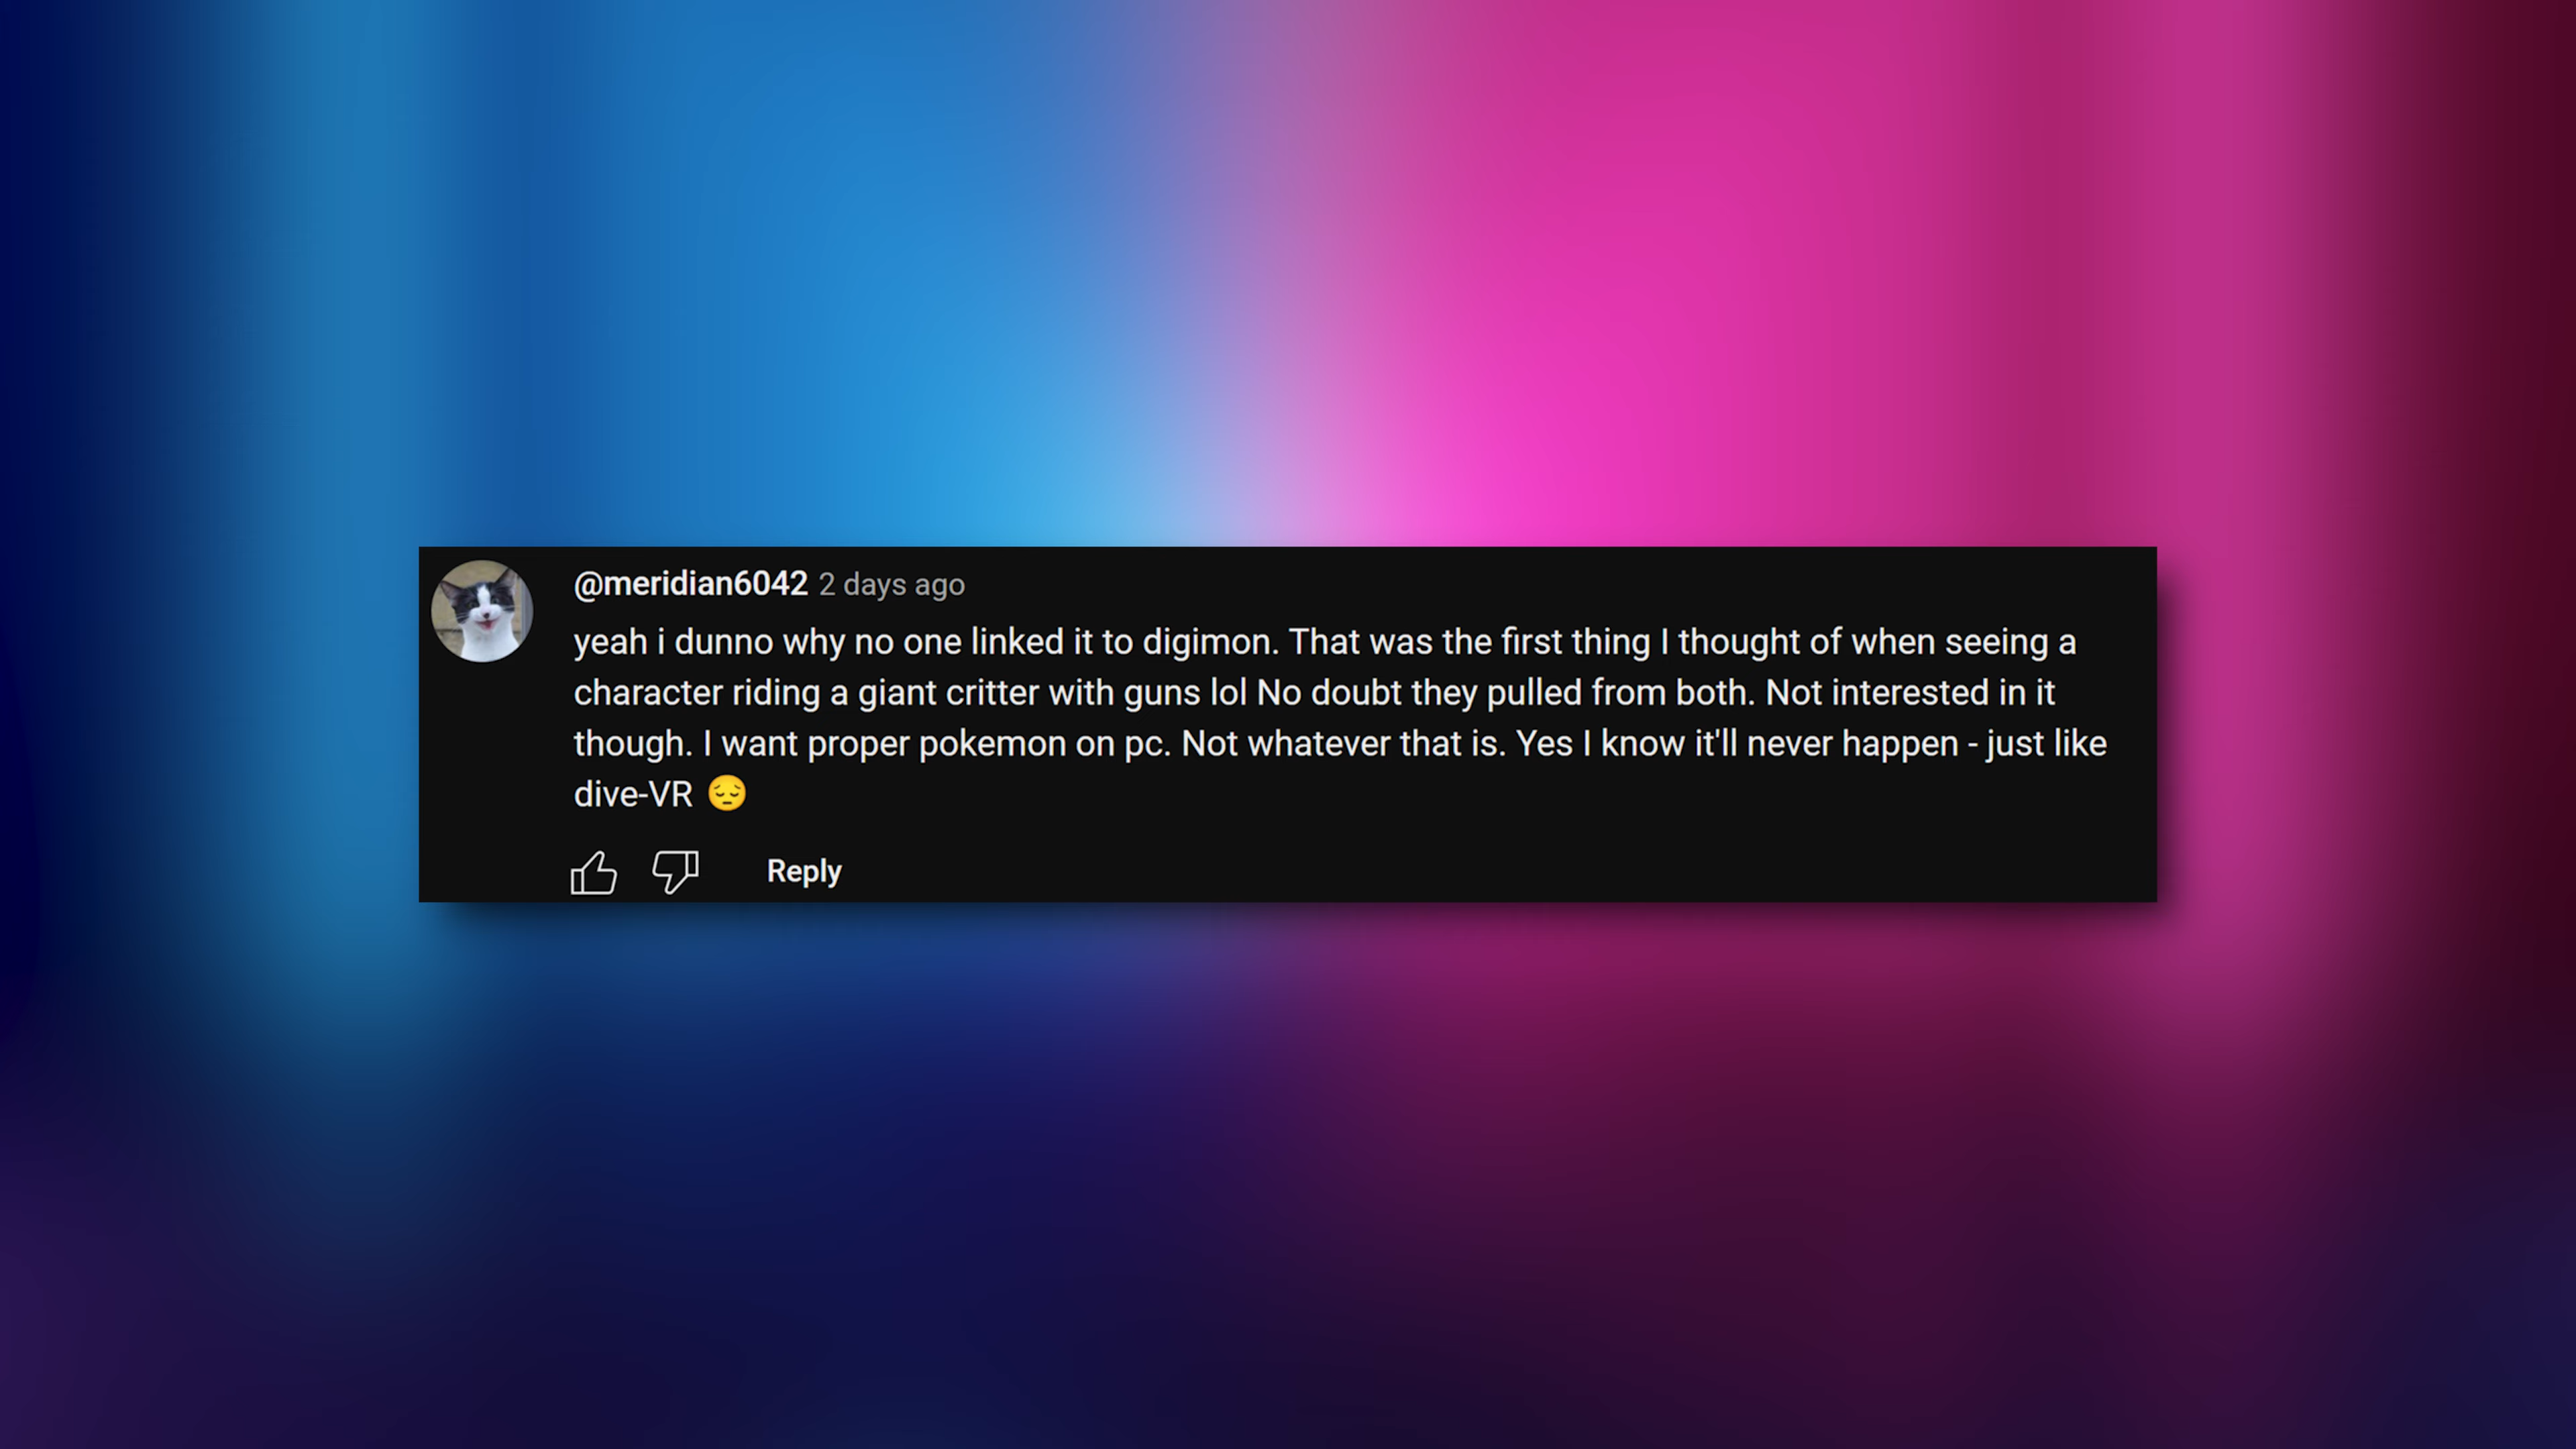 @meridian6042 2 days ago
yeah i dunno why no one linked it to digimon. That was the first thing I thought of when seeing a
character riding a giant critter with guns lol No doubt they pulled from both. Not interested in it
though. I want proper pokemon on pc. Not whatever that is. Yes I know it'll never happen - just like
dive-VR 😔
Reply